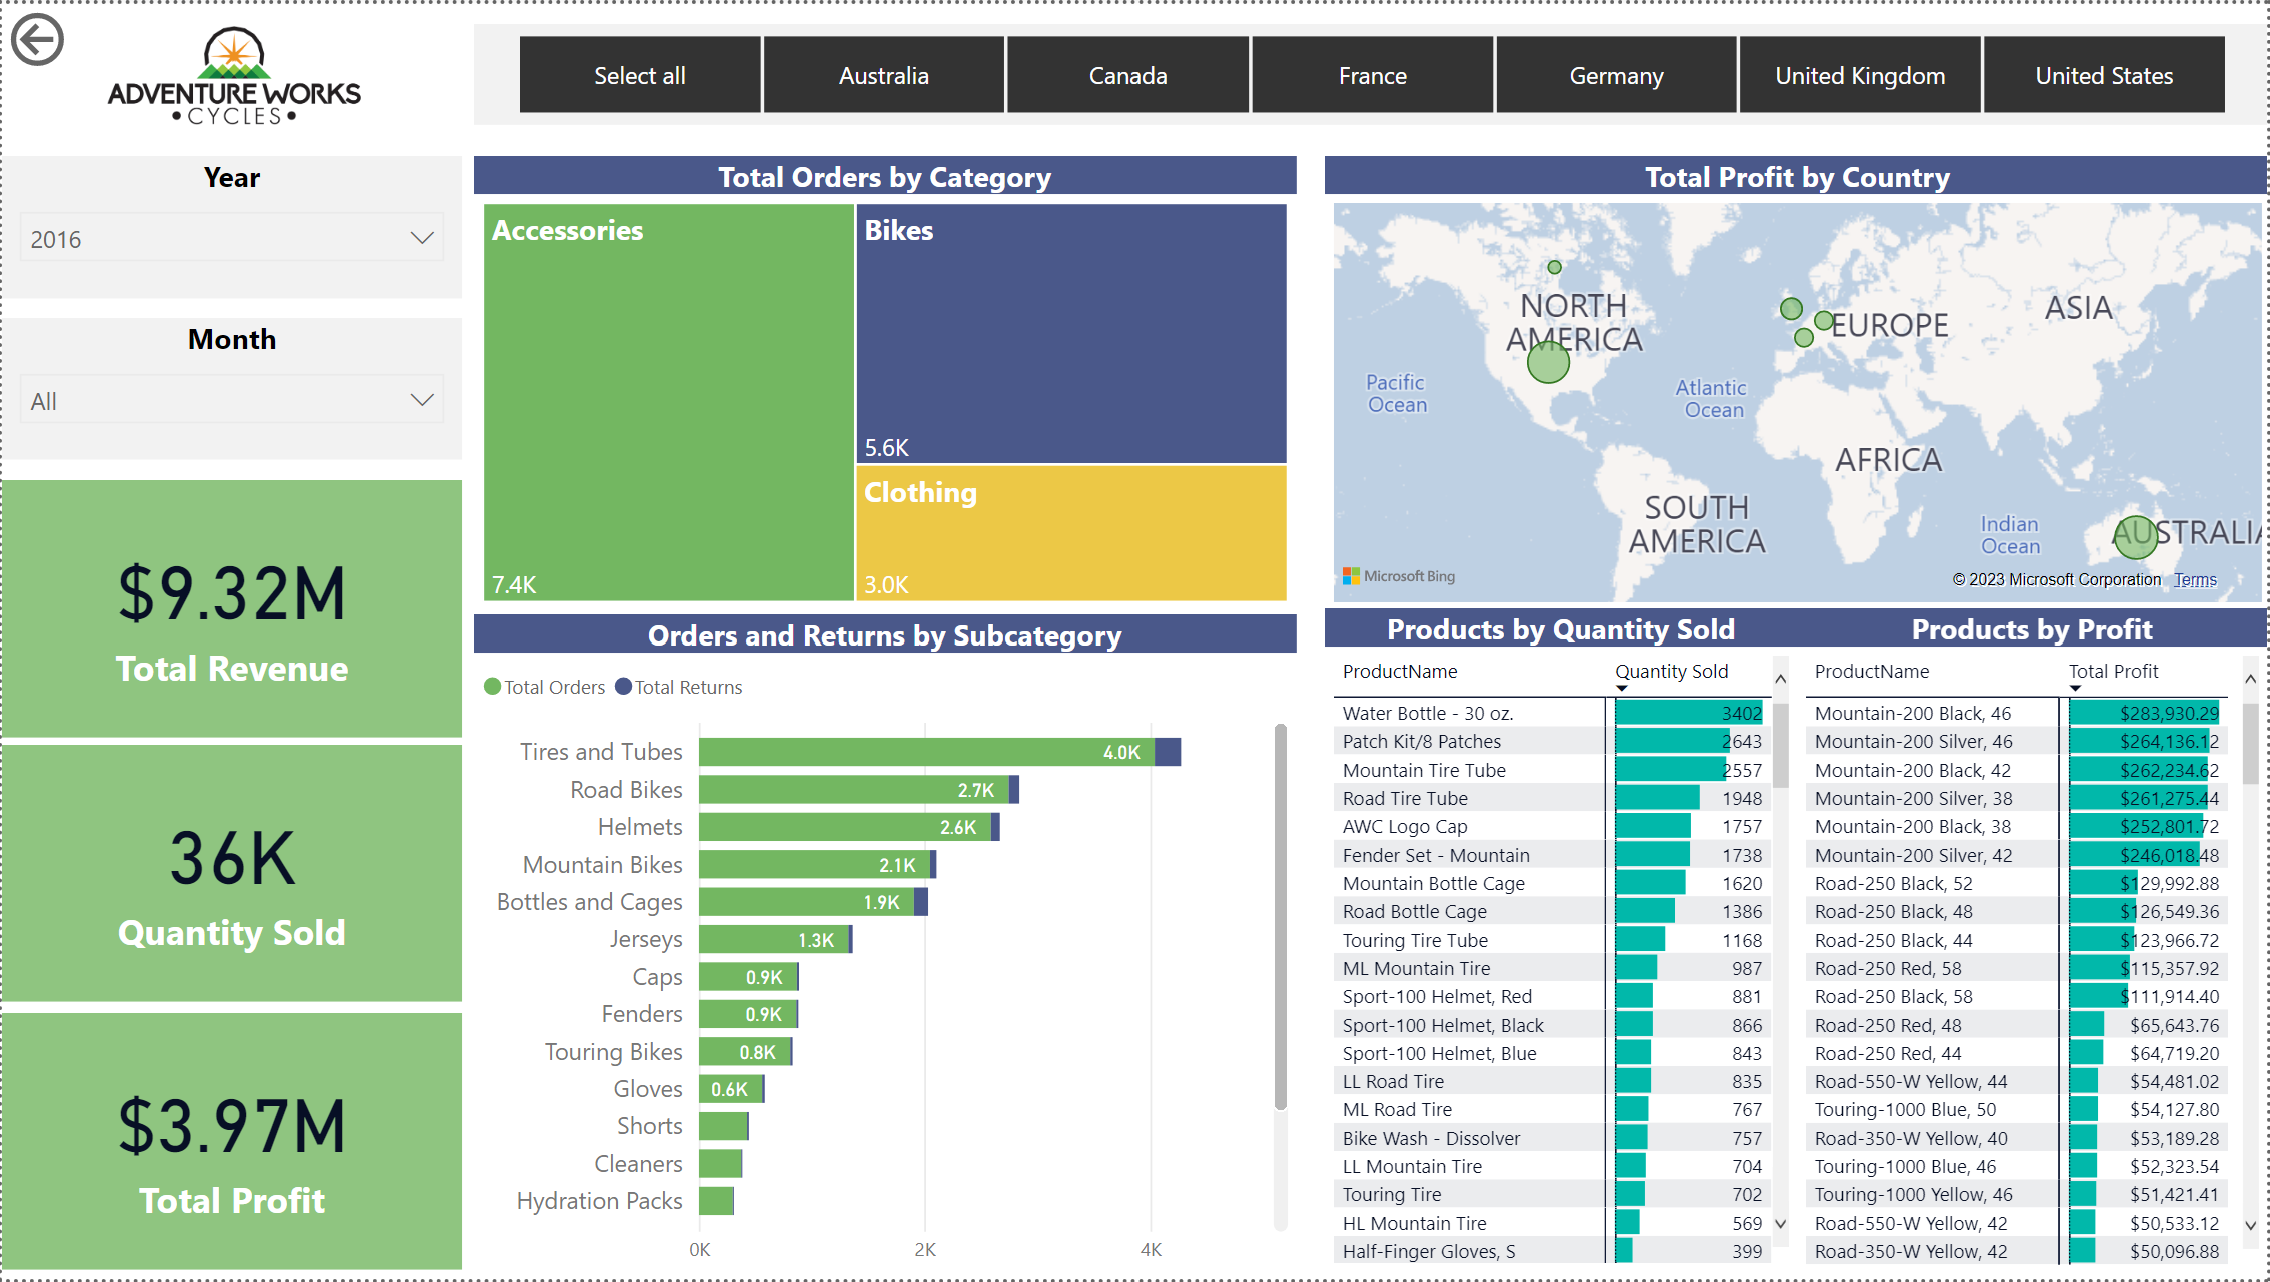 ADVENTURE WORKS
•CYCLES•
Select all
Australia
Canada
France
Germany
United Kingdom
United States
Year
2016
Month
All
$9.32M
Total Revenue
36K
Quantity Sold
$3.97M
Total Profit
Total Orders by Category
Accessories
7.4K
Bikes
5.6K
Clothing
3.0K
Total Profit by Country
NORTH
AMERICA
EUROPE
ASIA
Pacific
Ocean
Atlantic
Ocean
AFRICA
SOUTH
AMERICA
Indian
Ocean
AUSTRALIA
Microsoft Bing
© 2023 Microsoft Corporation Terms
Orders and Returns by Subcategory
Total Orders Total Returns
Tires and Tubes 4.0K
Road Bikes 2.7K
Helmets 2.6K
Mountain Bikes 2.1K
Bottles and Cages 1.9K
Jerseys 1.3K
Caps 0.9K
Fenders 0.9K
Touring Bikes 0.8K
Gloves 0.6K
Shorts
Cleaners
Hydration Packs
0K 2K 4K
Products by Quantity Sold
ProductName Quantity Sold
Water Bottle - 30 oz. 3402
Patch Kit/8 Patches 2643
Mountain Tire Tube 2557
Road Tire Tube 1948
AWC Logo Cap 1757
Fender Set - Mountain 1738
Mountain Bottle Cage 1620
Road Bottle Cage 1386
Touring Tire Tube 1168
ML Mountain Tire 987
Sport-100 Helmet, Red 881
Sport-100 Helmet, Black 866
Sport-100 Helmet, Blue 843
LL Road Tire 835
ML Road Tire 767
Bike Wash - Dissolver 757
LL Mountain Tire 704
Touring Tire 702
HL Mountain Tire 569
Half-Finger Gloves, S 399
Products by Profit
ProductName Total Profit
Mountain-200 Black, 46 $283,930.29
Mountain-200 Silver, 46 $264,136.12
Mountain-200 Black, 42 $262,234.62
Mountain-200 Silver, 38 $261,275.44
Mountain-200 Black, 38 $252,801.72
Mountain-200 Silver, 42 $246,018.48
Road-250 Black, 52 $129,992.88
Road-250 Black, 48 $126,549.36
Road-250 Black, 44 $123,966.72
Road-250 Red, 58 $115,357.92
Road-250 Black, 58 $111,914.40
Road-250 Red, 48 $65,643.76
Road-250 Red, 44 $64,719.20
Road-550-W Yellow, 44 $54,481.02
Touring-1000 Blue, 50 $54,127.80
Road-350-W Yellow, 40 $53,189.28
Touring-1000 Blue, 46 $52,323.54
Touring-1000 Yellow, 46 $51,421.41
Road-550-W Yellow, 42 $50,533.12
Road-350-W Yellow, 42 $50,096.88